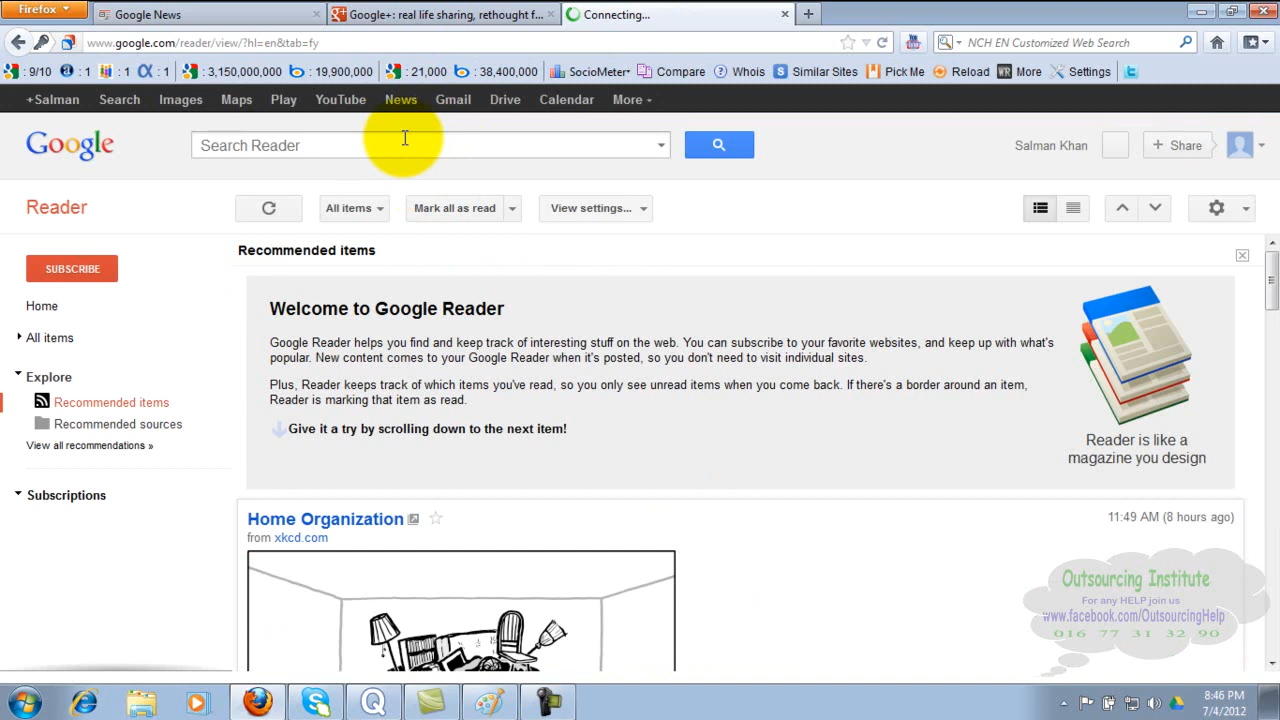 Firefox
Google News
Google+: real life sharing, rethought f...
Connecting...
www.google.com/reader/view/?hl=en&tab=fy
NCH EN Customized Web Search
: 9/10 : 1 : 1 : 1 : 3,150,000,000 : 19,900,000 : 21,000 : 38,400,000 SocioMeter Compare Whois Similar Sites Pick Me Reload More Settings
+Salman Search Images Maps Play YouTube News Gmail Drive Calendar More
Google
Search Reader
Salman Khan
+ Share
Reader
All items
Mark all as read
View settings...
SUBSCRIBE
Home
All items
Explore
Recommended items
Recommended sources
View all recommendations »
Subscriptions
Recommended items
Welcome to Google Reader
Google Reader helps you find and keep track of interesting stuff on the web. You can subscribe to your favorite websites, and keep up with what's
popular. New content comes to your Google Reader when it's posted, so you don't need to visit individual sites.
Plus, Reader keeps track of which items you've read, so you only see unread items when you come back. If there's a border around an item,
Reader is marking that item as read.
Give it a try by scrolling down to the next item!
Reader is like a
magazine you design
Home Organization
11:49 AM (8 hours ago)
from xkcd.com
Outsourcing Institute
For any HELP join us
www.facebook.com/OutsourcingHelp
016 77 31 32 90
8:46 PM
7/4/2012